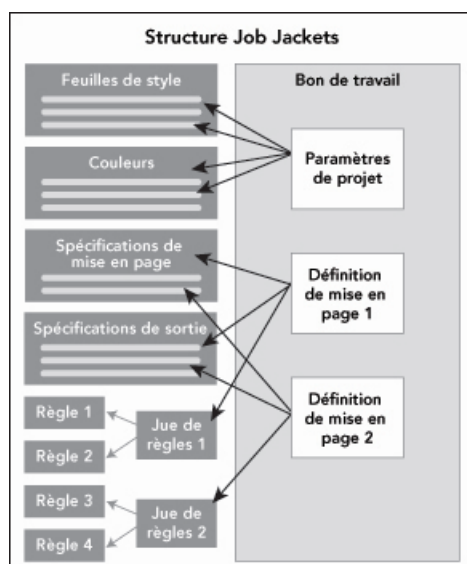 Structure Job Jackets
Feuilles de style
Couleurs
Spécifications de
mise en page
Spécifications de sortie
Règle 1
Règle 2
Jue de
règles 1
Règle 3
Règle 4
Jue de
règles 2
Bon de travail
Paramètres
de projet
Définition
de mise en
page 1
Définition
de mise en
page 2